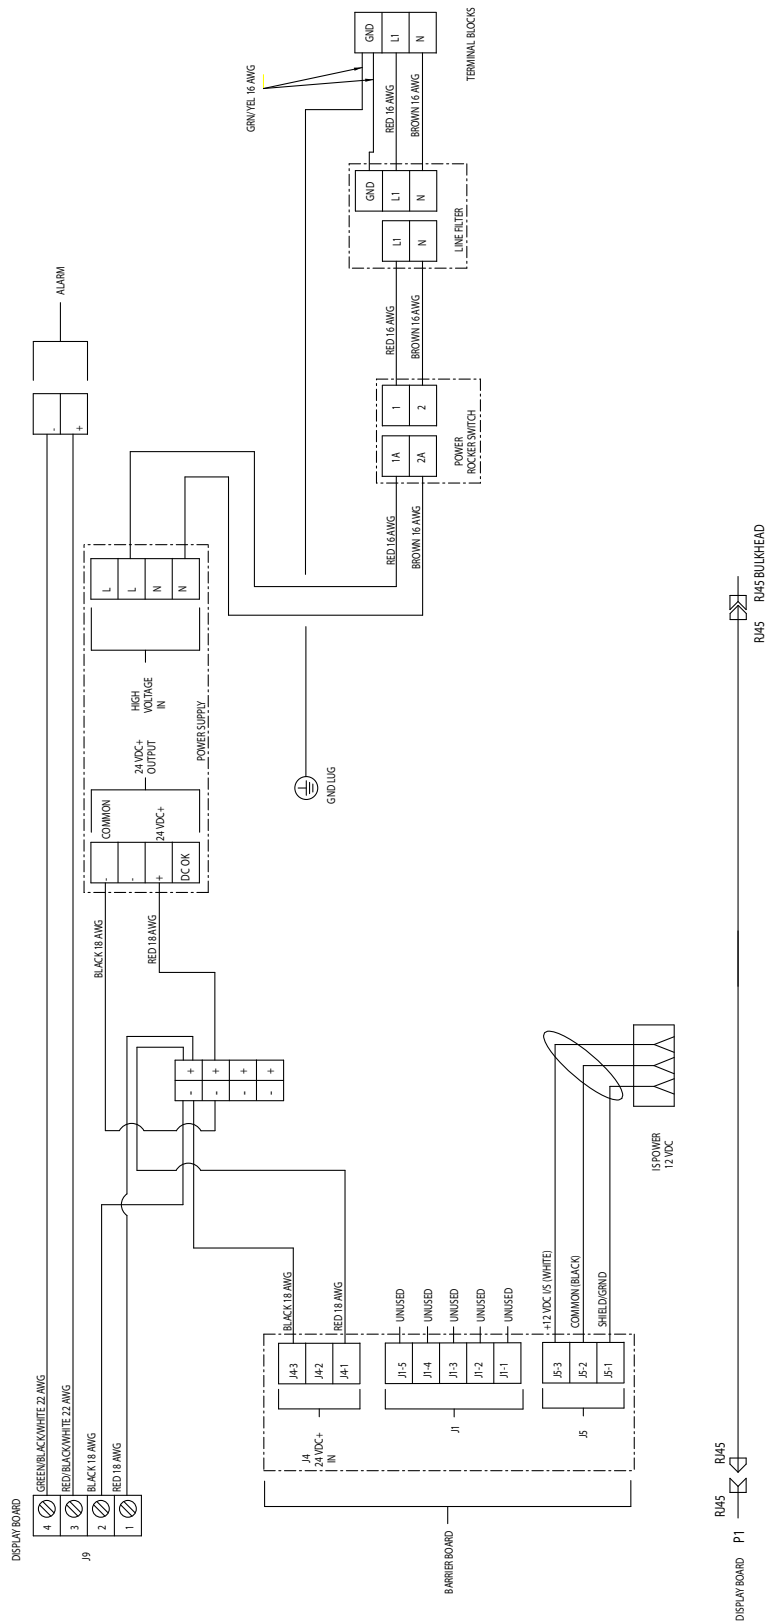 DISPLAY BOARD
J9
4
3
2
1
GREEN/BLACK/WHITE 22 AWG
RED/BLACK/WHITE 22 AWG
BLACK 18 AWG
RED 18 AWG
-
+
ALARM
BLACK 18 AWG
RED 18 AWG
-
-
+
DC OK
COMMON
24 VDC+
24 VDC+
OUTPUT
POWER SUPPLY
HIGH
VOLTAGE
IN
L
L
N
N
- +
- +
- +
- +
BARRIER BOARD
J4
24 VDC+
IN
J4-3
J4-2
J4-1
BLACK 18 AWG
RED 18 AWG
J1
J1-5
J1-4
J1-3
J1-2
J1-1
UNUSED
UNUSED
UNUSED
UNUSED
UNUSED
J5
J5-3
J5-2
J5-1
+12 VDC I/S (WHITE)
COMMON (BLACK)
SHIELD/GRND
IS POWER
12 VDC
GND LUG
RED 16 AWG
BROWN 16 AWG
1A
2A
1
2
POWER
ROCKER SWITCH
RED 16 AWG
BROWN 16 AWG
L1
N
GND
L1
N
LINE FILTER
GRN/YEL 16 AWG
RED 16 AWG
BROWN 16 AWG
GND
L1
N
TERMINAL BLOCKS
DISPLAY BOARD P1
RJ45
RJ45
RJ45
RJ45 BULKHEAD